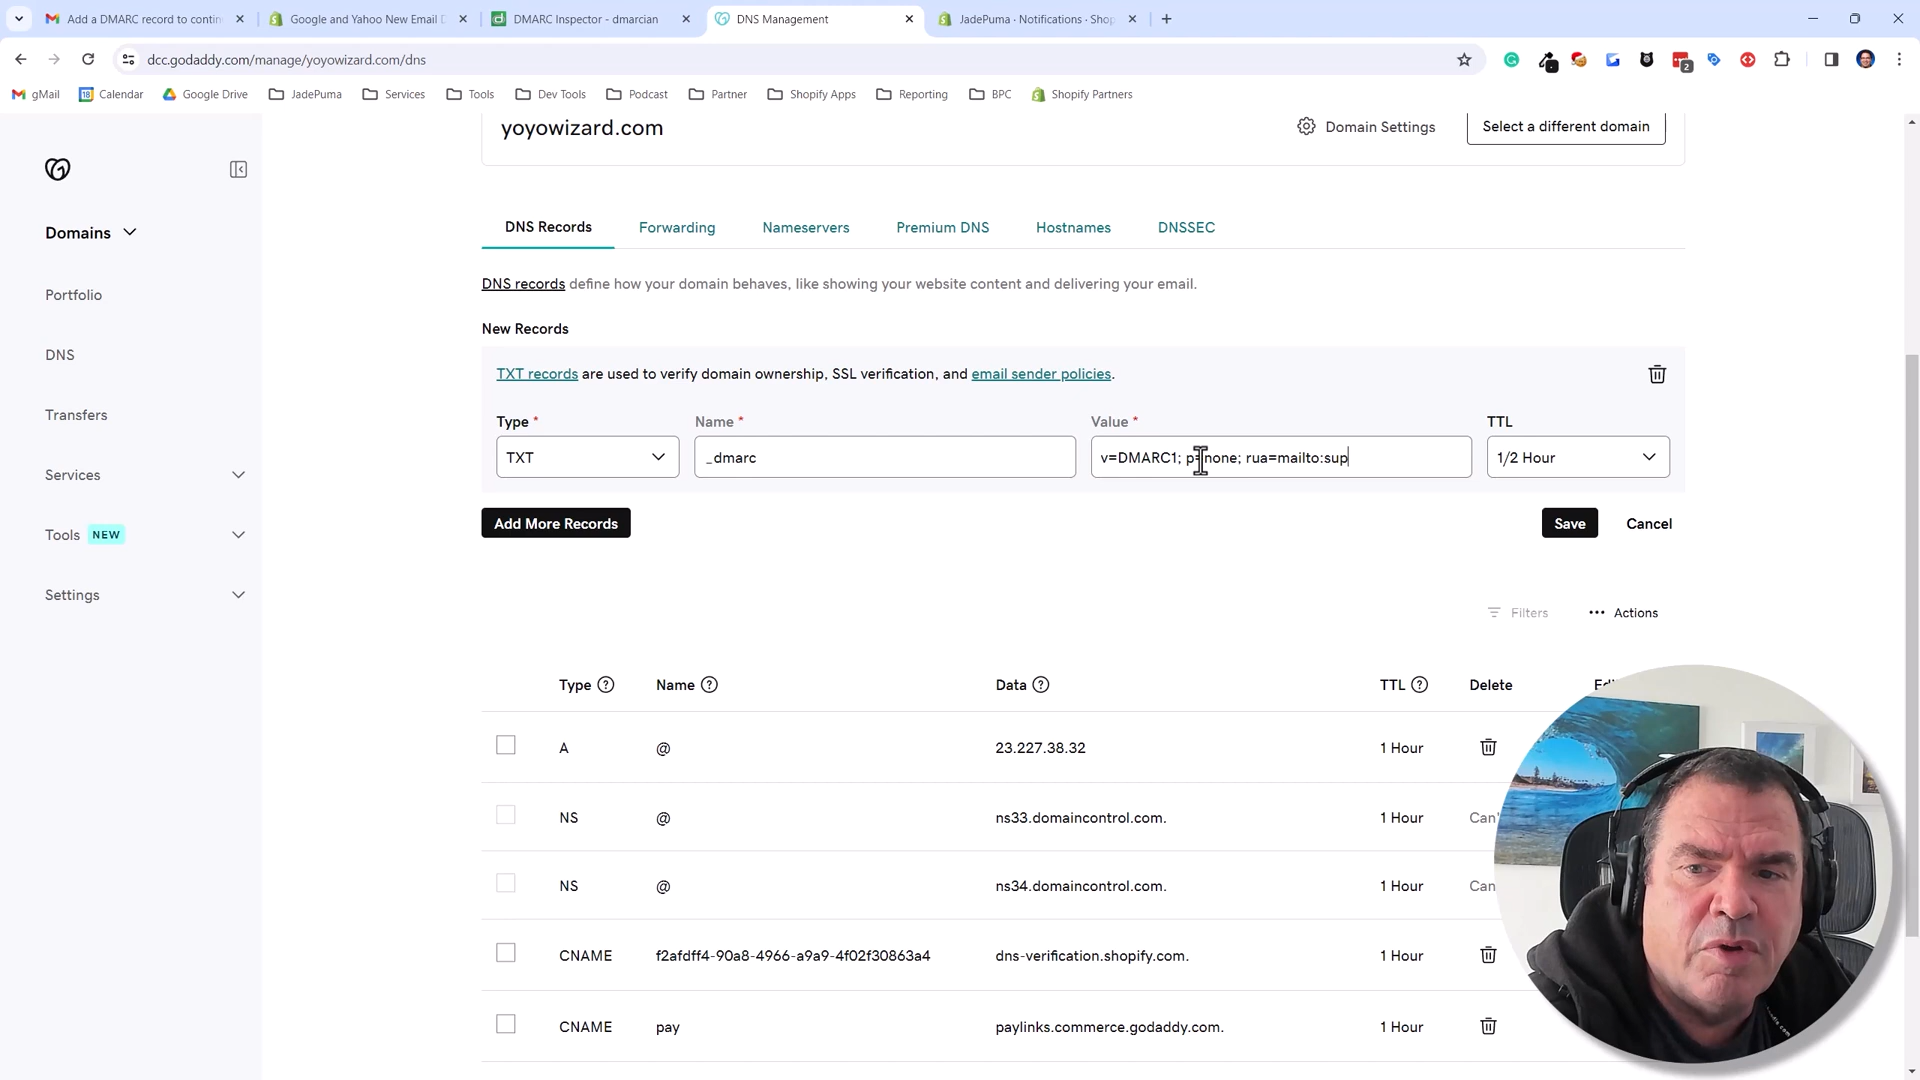 Add a DMARC record to contin
Google and Yahoo New Email D
DMARC Inspector - dmarcian
DNS Management
JadePuma · Notifications · Shop
dcc.godaddy.com/manage/yoyowizard.com/dns
2
gMail
18
Calendar
Google Drive
JadePuma
Services
Tools
Dev Tools
Podcast
Partner
Shopify Apps
Reporting
BPC
Shopify Partners
yoyowizard.com
Domain Settings
Select a different domain
Domains
Portfolio
DNS
Transfers
Services
Tools NEW
Settings
DNS Records
Forwarding
Nameservers
Premium DNS
Hostnames
DNSSEC
DNS records define how your domain behaves, like showing your website content and delivering your email.
New Records
TXT records are used to verify domain ownership, SSL verification, and email sender policies.
Type * Name * Value * TTL
TXT _dmarc v=DMARC1; p=none; rua=mailto:sup 1/2 Hour
Add More Records
Save
Cancel
Filters
Actions
Type Name Data TTL Delete
A @ 23.227.38.32 1 Hour
NS @ ns33.domaincontrol.com. 1 Hour Can'
NS @ ns34.domaincontrol.com. 1 Hour Can
CNAME f2afdff4-90a8-4966-a9a9-4f02f30863a4 dns-verification.shopify.com. 1 Hour
CNAME pay paylinks.commerce.godaddy.com. 1 Hour